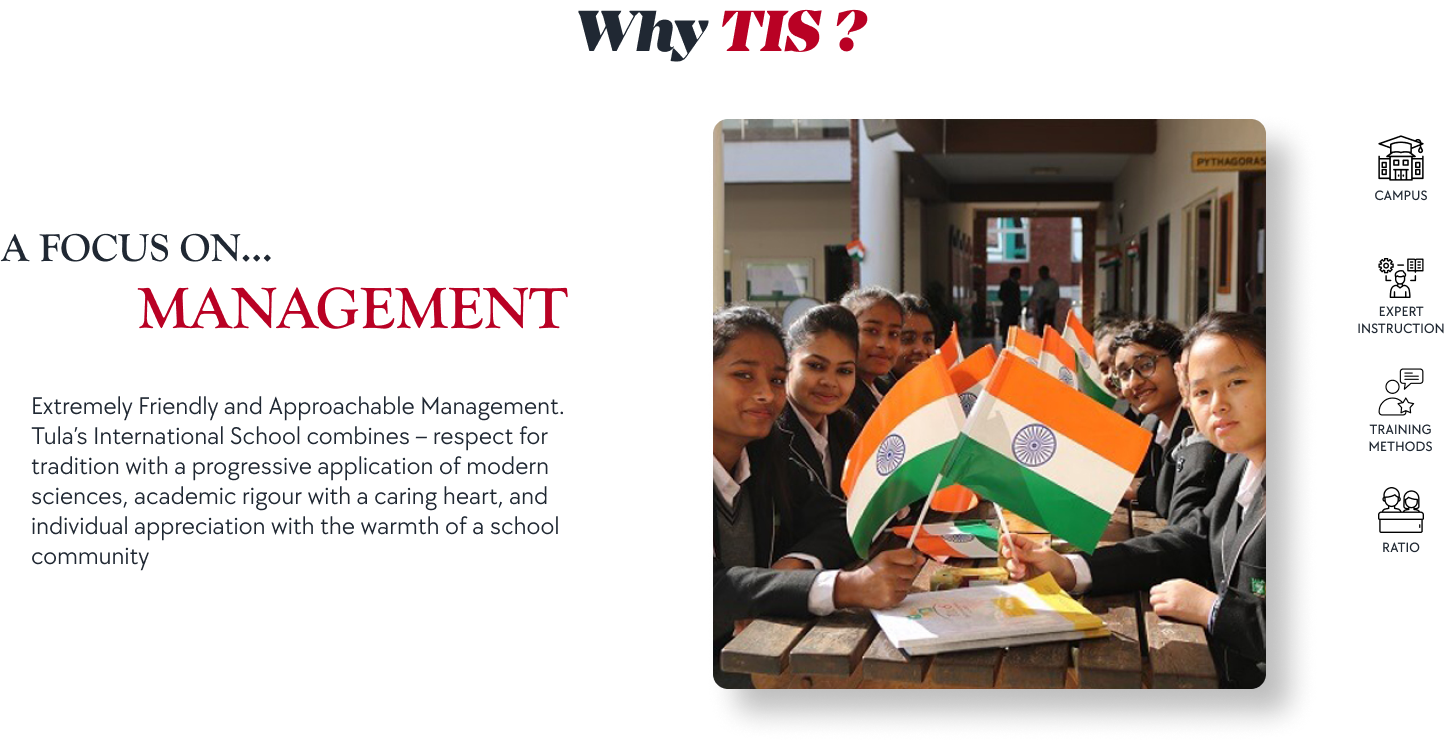 Why TIS ?
A FOCUS ON...
MANAGEMENT
Extremely Friendly and Approachable Management.
Tula's International School combines – respect for
tradition with a progressive application of modern
sciences, academic rigour with a caring heart, and
individual appreciation with the warmth of a school
community
PYTHAGORAS
CAMPUS
EXPERT
INSTRUCTION
TRAINING
METHODS
RATIO